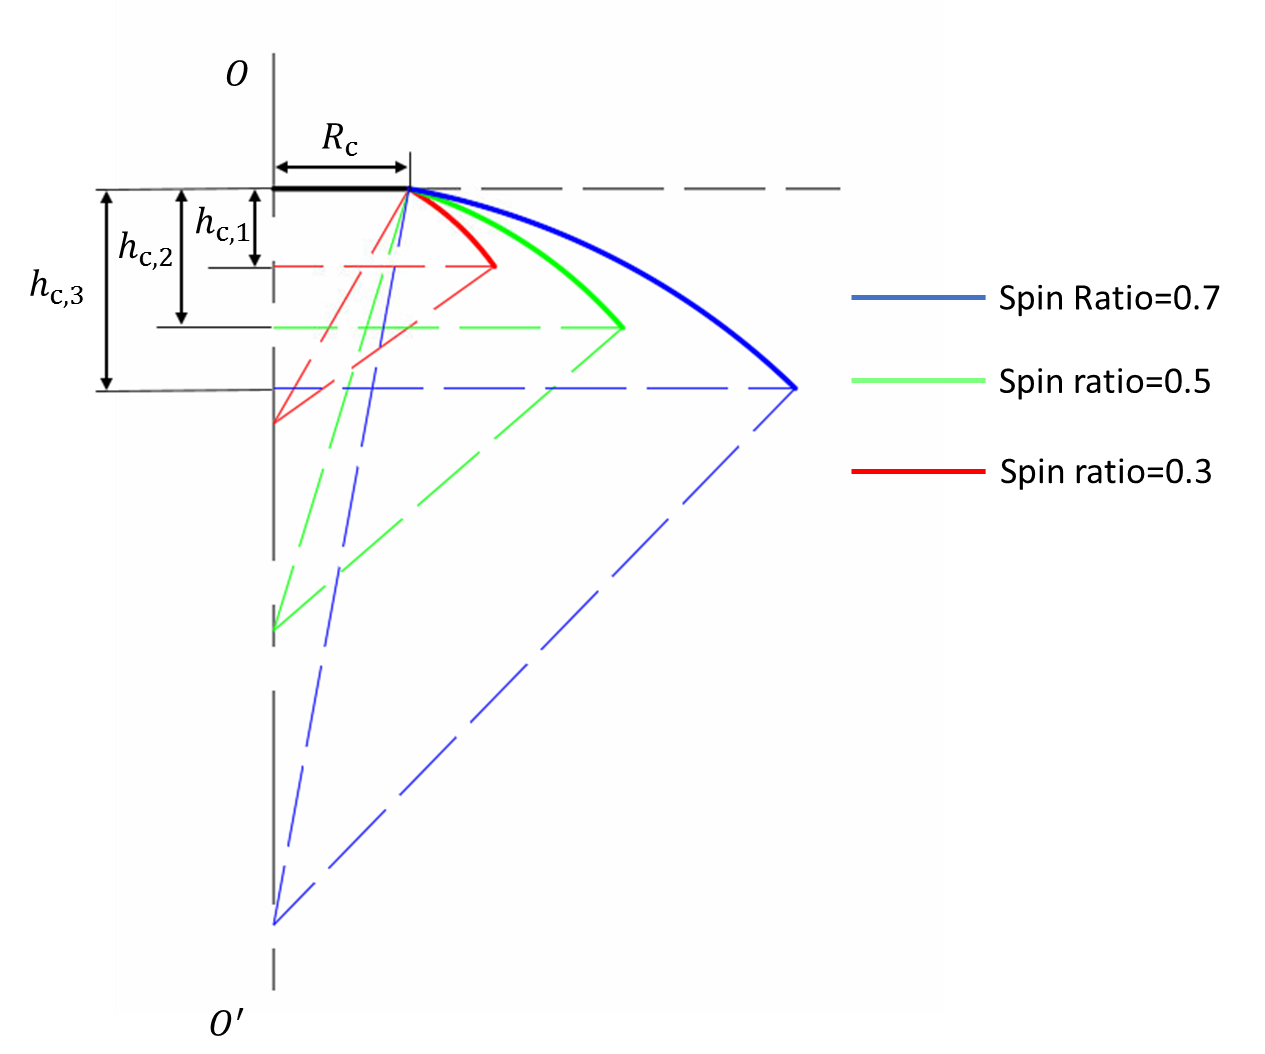 O
R_c
h_c,1
h_c,2
h_c,3
Spin Ratio=0.7
Spin ratio=0.5
Spin ratio=0.3
O′